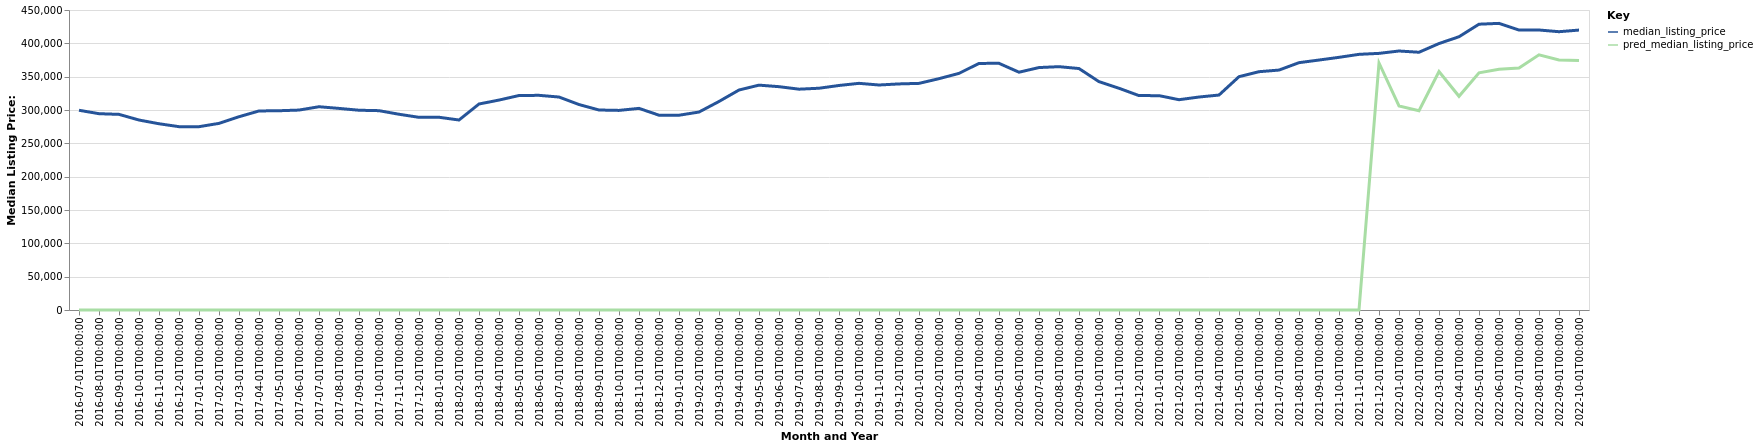 450,000
400,000
350,000
300,000
250,000
200,000
150,000
100,000
50,000
0
Median Listing Price:
2016-07-01T00:00:00
2016-08-01T00:00:00
2016-09-01T00:00:00
2016-10-01T00:00:00
2016-11-01T00:00:00
2016-12-01T00:00:00
2017-01-01T00:00:00
2017-02-01T00:00:00
2017-03-01T00:00:00
2017-04-01T00:00:00
2017-05-01T00:00:00
2017-06-01T00:00:00
2017-07-01T00:00:00
2017-08-01T00:00:00
2017-09-01T00:00:00
2017-10-01T00:00:00
2017-11-01T00:00:00
2017-12-01T00:00:00
2018-01-01T00:00:00
2018-02-01T00:00:00
2018-03-01T00:00:00
2018-04-01T00:00:00
2018-05-01T00:00:00
2018-06-01T00:00:00
2018-07-01T00:00:00
2018-08-01T00:00:00
2018-09-01T00:00:00
2018-10-01T00:00:00
2018-11-01T00:00:00
2018-12-01T00:00:00
2019-01-01T00:00:00
2019-02-01T00:00:00
2019-03-01T00:00:00
2019-04-01T00:00:00
2019-05-01T00:00:00
2019-06-01T00:00:00
2019-07-01T00:00:00
2019-08-01T00:00:00
2019-09-01T00:00:00
2019-10-01T00:00:00
2019-11-01T00:00:00
2019-12-01T00:00:00
2020-01-01T00:00:00
2020-02-01T00:00:00
2020-03-01T00:00:00
2020-04-01T00:00:00
2020-05-01T00:00:00
2020-06-01T00:00:00
2020-07-01T00:00:00
2020-08-01T00:00:00
2020-09-01T00:00:00
2020-10-01T00:00:00
2020-11-01T00:00:00
2020-12-01T00:00:00
2021-01-01T00:00:00
2021-02-01T00:00:00
2021-03-01T00:00:00
2021-04-01T00:00:00
2021-05-01T00:00:00
2021-06-01T00:00:00
2021-07-01T00:00:00
2021-08-01T00:00:00
2021-09-01T00:00:00
2021-10-01T00:00:00
2021-11-01T00:00:00
2021-12-01T00:00:00
2022-01-01T00:00:00
2022-02-01T00:00:00
2022-03-01T00:00:00
2022-04-01T00:00:00
2022-05-01T00:00:00
2022-06-01T00:00:00
2022-07-01T00:00:00
2022-08-01T00:00:00
2022-09-01T00:00:00
2022-10-01T00:00:00
Month and Year
Key
median_listing_price
pred_median_listing_price